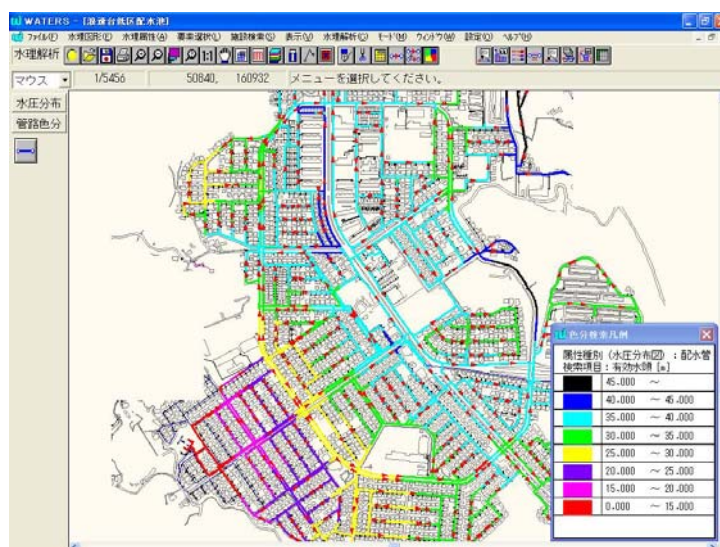 WATERS - [浪速台低区配水池]
ファイル(F) 水理図形(E) 水理属性(A) 要素選択(L) 施設検索(S) 表示(V) 水理解析(C) モード(M) ウィンドウ(W) 設定(O) ヘルプ(H)
水理解析
マウス 1/5456 50840, 160932 メニューを選択してください。
水圧分布
管路色分
色分検索凡例
属性種別（水圧分布図）：配水管
検索項目：有効水頭 [m]
45.000 ～
40.000 ～ 45.000
35.000 ～ 40.000
30.000 ～ 35.000
25.000 ～ 30.000
20.000 ～ 25.000
15.000 ～ 20.000
0.000 ～ 15.000